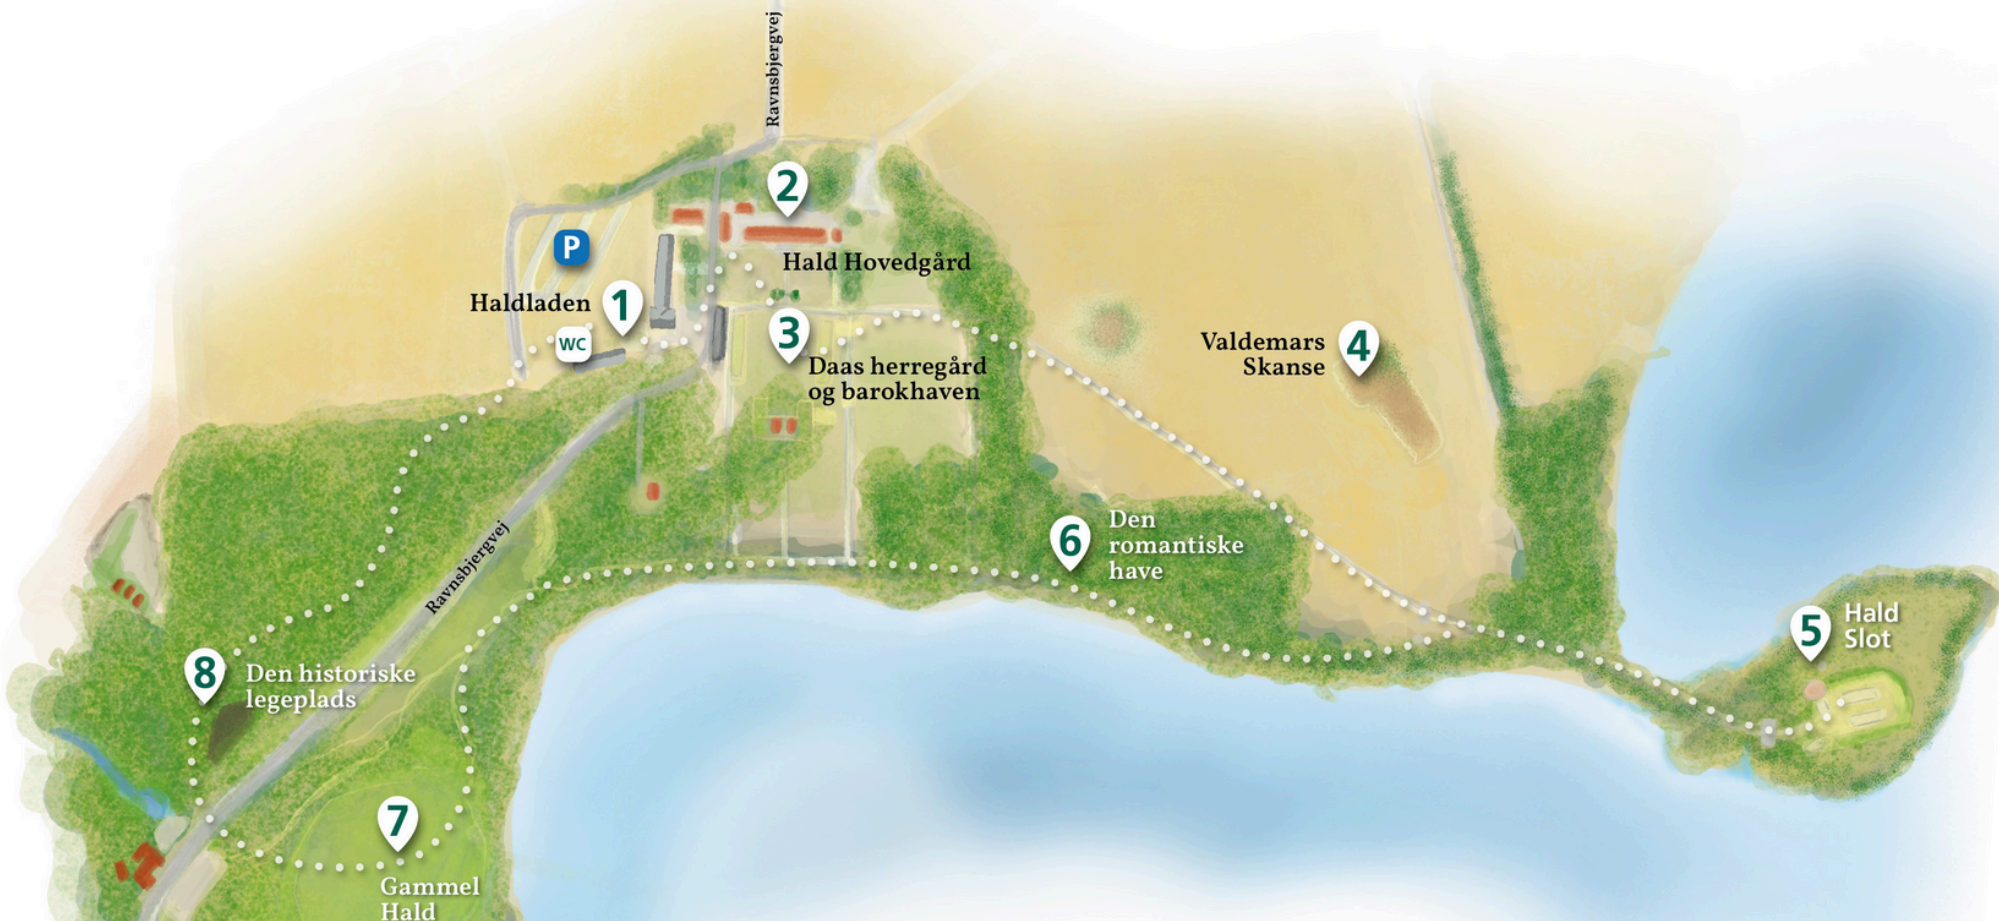 Ravnsbjergvej
2
P
Hald Hovedgård
Haldladen
1
WC
3
Daas herregård
og barokhaven
Valdemars
Skanse
4
6
Den
romantiske
have
Ravnsbjergvej
5
Hald
Slot
8
Den historiske
legeplads
7
Gammel
Hald